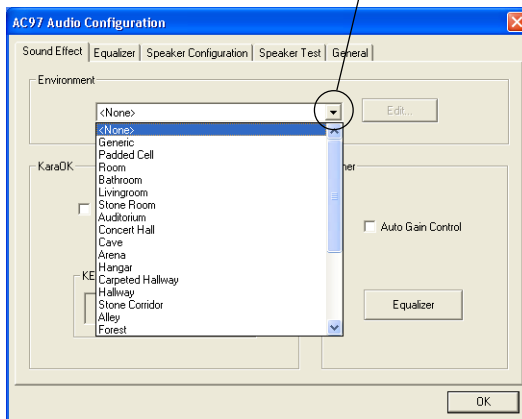 AC97 Audio Configuration
Sound Effect Equalizer Speaker Configuration Speaker Test General
Environment
<None>
Edit...
<None>
Generic
Padded Cell
Room
Bathroom
Livingroom
Stone Room
Auditorium
Concert Hall
Cave
Arena
Hangar
Carpeted Hallway
Hallway
Stone Corridor
Alley
Forest
KaraOK
KE
her
Auto Gain Control
Equalizer
OK